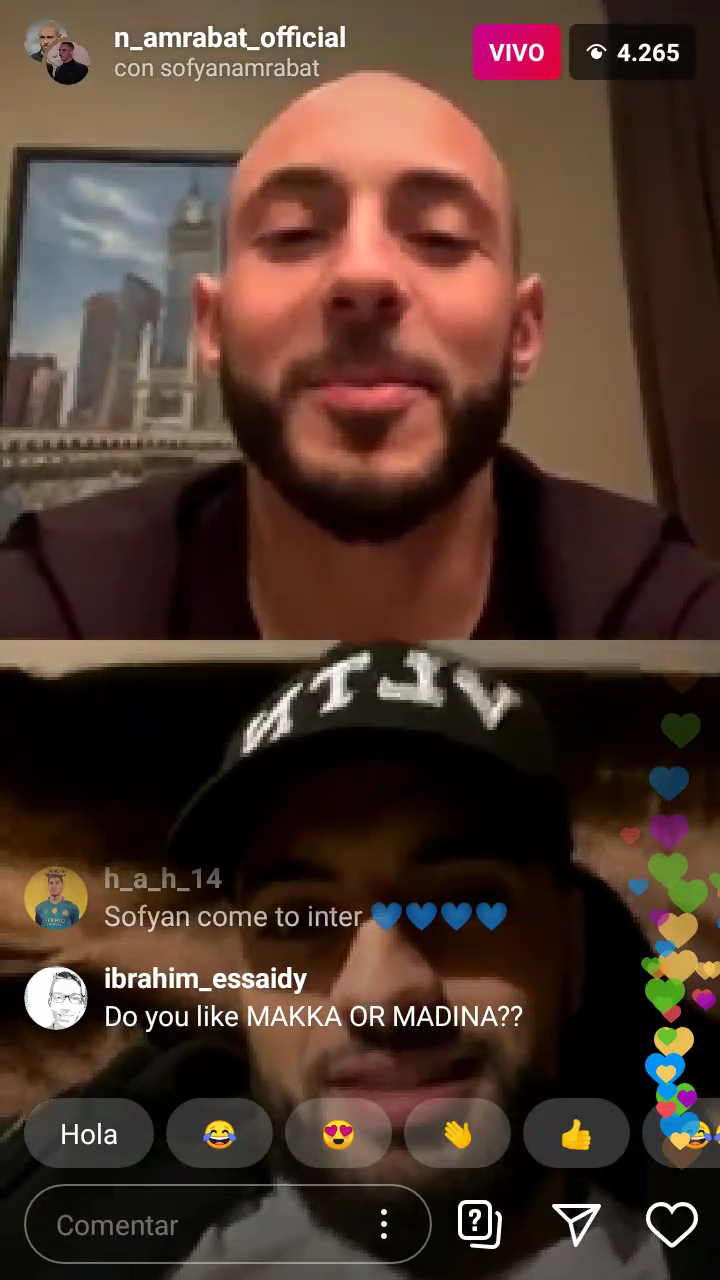 n_amrabat_official
con sofyanamrabat
VIVO
4.265
VLTN
h_a_h_14
Sofyan come to inter 💙💙💙💙
ibrahim_essaidy
Do you like MAKKA OR MADINA??
Hola
😂
😍
👋
👍
😂
Comentar